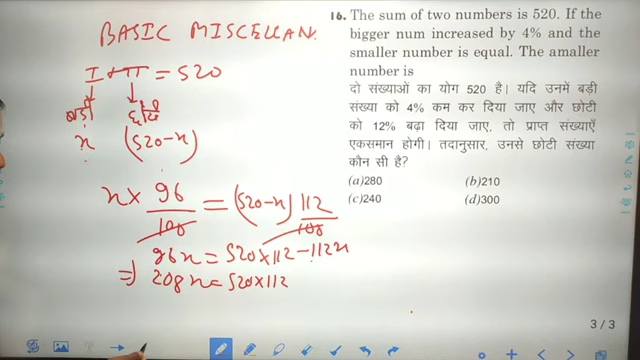 BASIC MISCELLAN.
I + II = 520
बड़ी छोटी
x (520-x)
x × 96/100 = (520-x) 112/100
96x = 520×112-112x
⇒ 208x = 520×112
16. The sum of two numbers is 520. If the
bigger num increased by 4% and the
smaller number is equal. The amaller
number is
दो संख्याओं का योग 520 है। यदि उनमें बड़ी
संख्या को 4% कम कर दिया जाए और छोटी
को 12% बढ़ा दिया जाए, तो प्राप्त संख्याएँ
एकसमान होगी। तदानुसार, उनसे छोटी संख्या
कौन सी है?
(a)280 (b)210
(c)240 (d)300
3 / 3